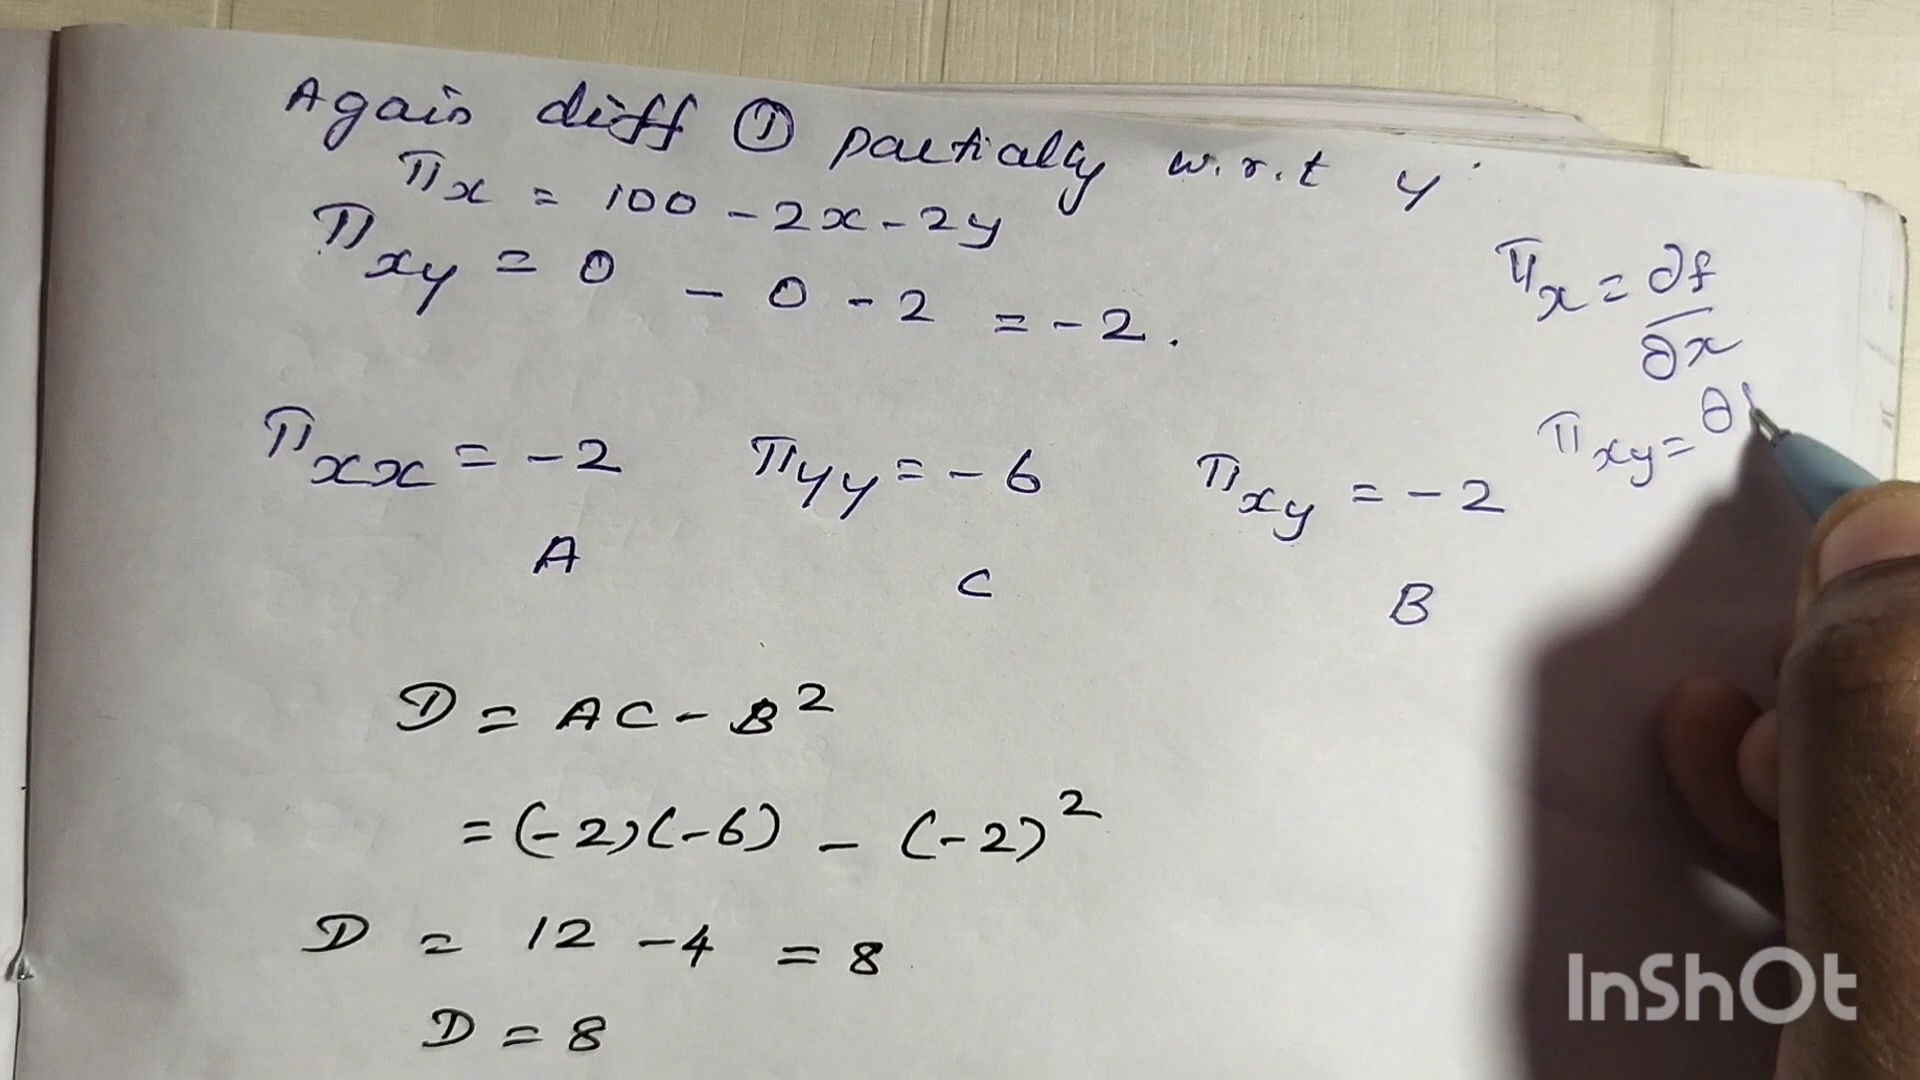 Again diff ① partially w.r.t y.
πx = 100 - 2x - 2y
πxy = 0 - 0 - 2 = -2.
πx = ∂f
∂x
πxy = ∂
πxx = -2 πyy = -6 πxy = -2
A C B
D = AC - B²
= (-2)(-6) - (-2)²
D = 12 - 4 = 8
D = 8
InShOt